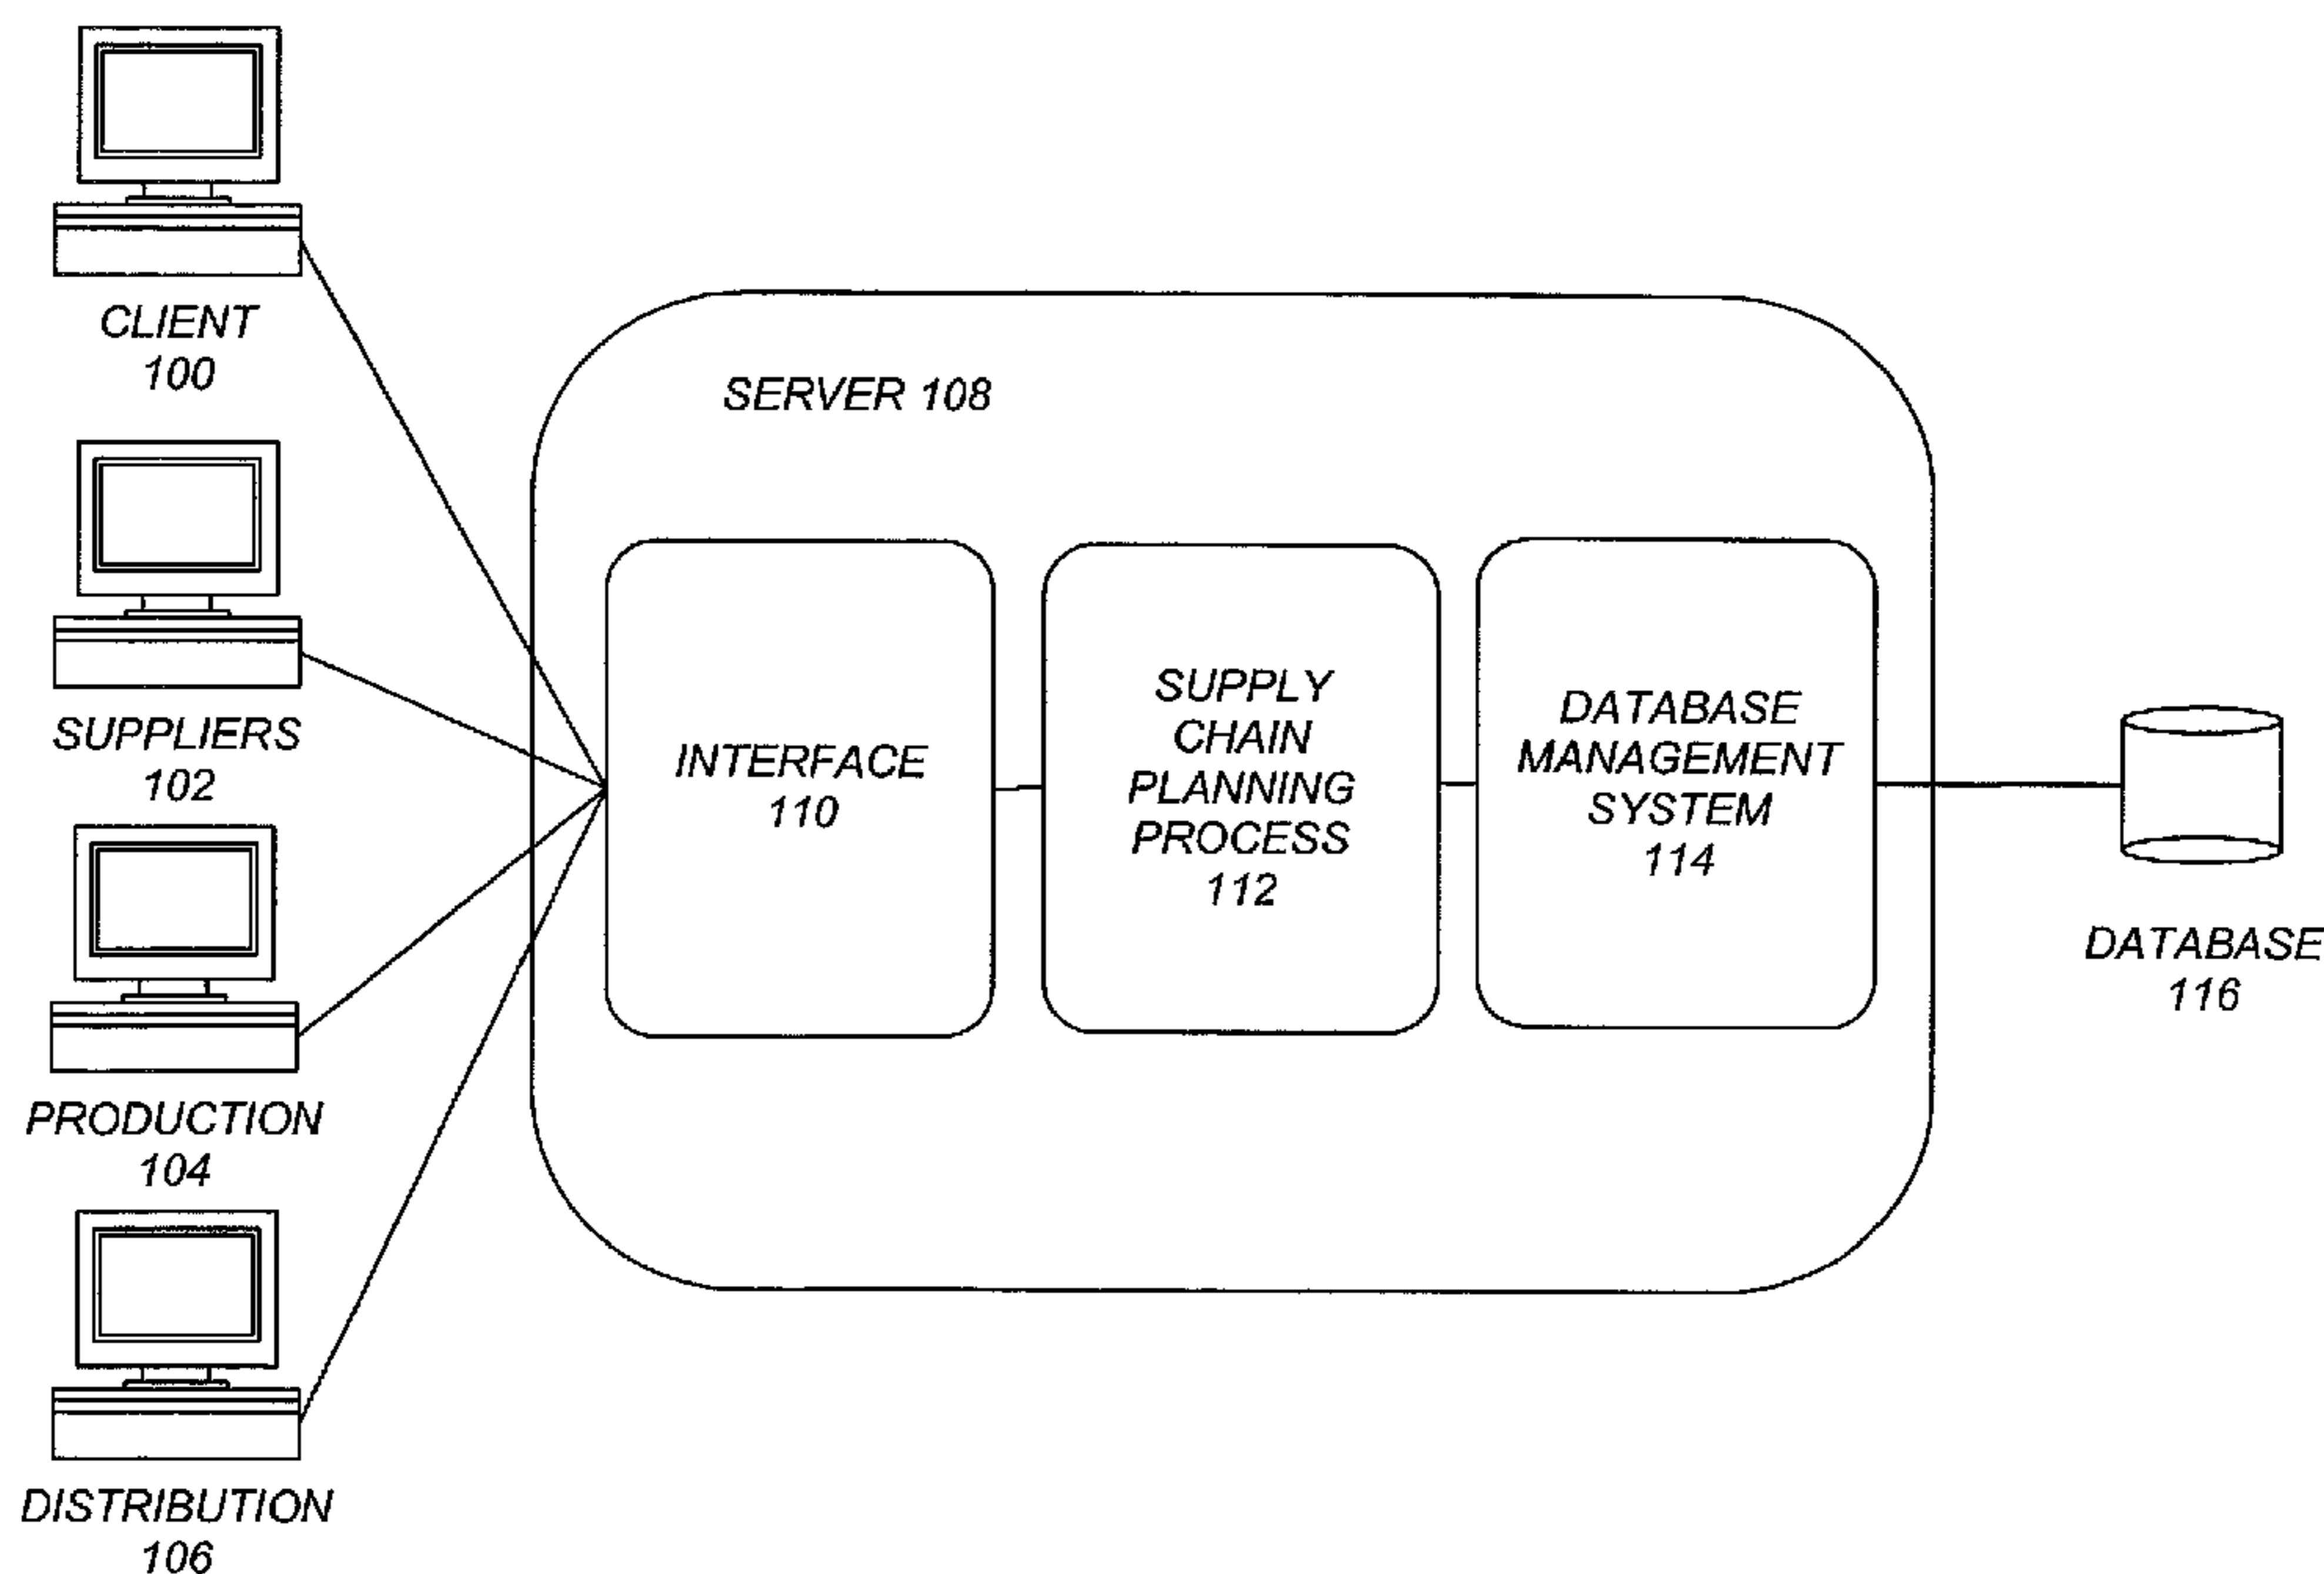 CLIENT
100
SUPPLIERS
102
PRODUCTION
104
DISTRIBUTION
106
SERVER 108
INTERFACE
110
SUPPLY
CHAIN
PLANNING
PROCESS
112
DATABASE
MANAGEMENT
SYSTEM
114
DATABASE
116